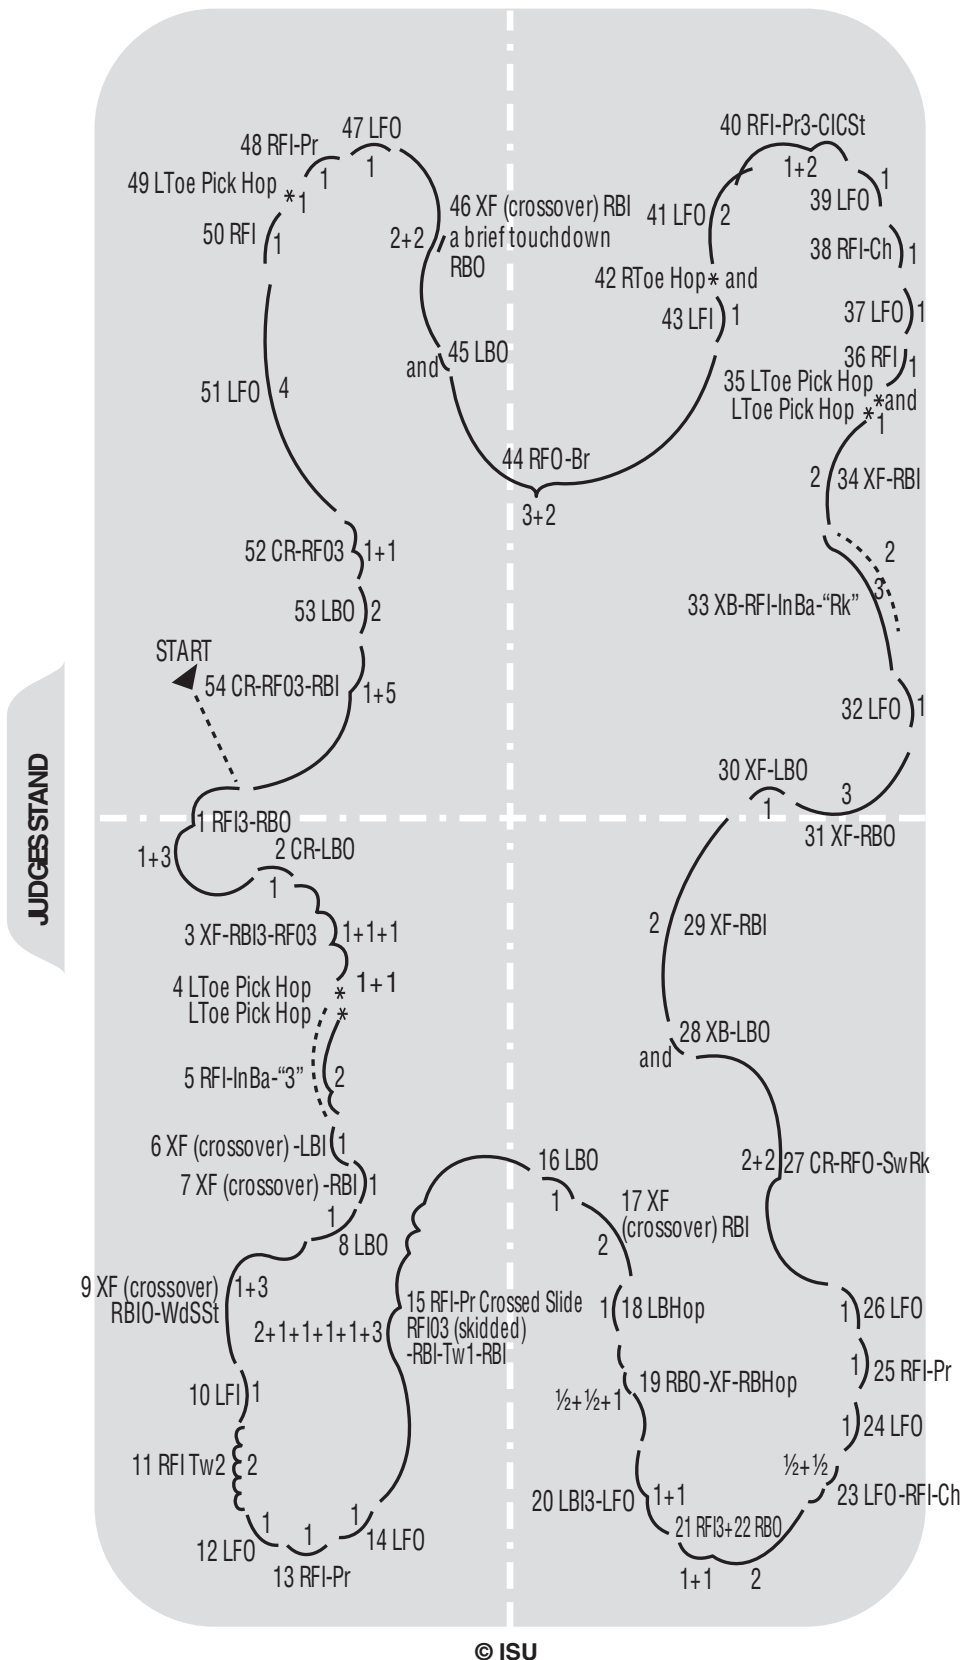 47 LFO
1
48 RFI-Pr
1
49 LToe Pick Hop
*1
50 RFI
1
46 XF (crossover) RBI
a brief touchdown
RBO
2+2
45 LBO
and
51 LFO
4
44 RFO-Br
3+2
40 RFI-Pr3-CICSt
1+2
39 LFO
1
41 LFO
2
38 RFI-Ch
1
42 RToe Hop* and
43 LFI
1
37 LFO
1
36 RFI
1
35 LToe Pick Hop
*and
LToe Pick Hop *
1
34 XF-RBI
2
52 CR-RFO3
1+1
53 LBO
2
33 XB-RFI-InBa-“Rk”
2
3
START
54 CR-RFO3-RBI
1+5
32 LFO
1
JUDGES STAND
30 XF-LBO
1
31 XF-RBO
3
1 RFI3-RBO
1+3
2 CR-LBO
1
3 XF-RBI3-RFO3
1+1+1
4 LToe Pick Hop *
1+1
LToe Pick Hop *
5 RFI-InBa-“3”
2
6 XF (crossover) -LBI
1
7 XF (crossover) -RBI
1
8 LBO
1
29 XF-RBI
2
28 XB-LBO
and
27 CR-RFO-SwRk
2+2
9 XF (crossover)
RBIO-WdSSt
1+3
10 LFI
1
11 RFI Tw2
2
12 LFO
1
13 RFI-Pr
1
14 LFO
1
15 RFI-Pr Crossed Slide
RFIO3 (skidded)
-RBI-Tw1-RBI
2+1+1+1+1+3
16 LBO
1
17 XF
(crossover) RBI
2
18 LBHop
1
19 RBO-XF-RBHop
½+½+1
20 LBI3-LFO
1+1
21 RFI3+22 RBO
1+1
2
26 LFO
1
25 RFI-Pr
1
24 LFO
1
23 LFO-RFI-Ch
½+½
© ISU